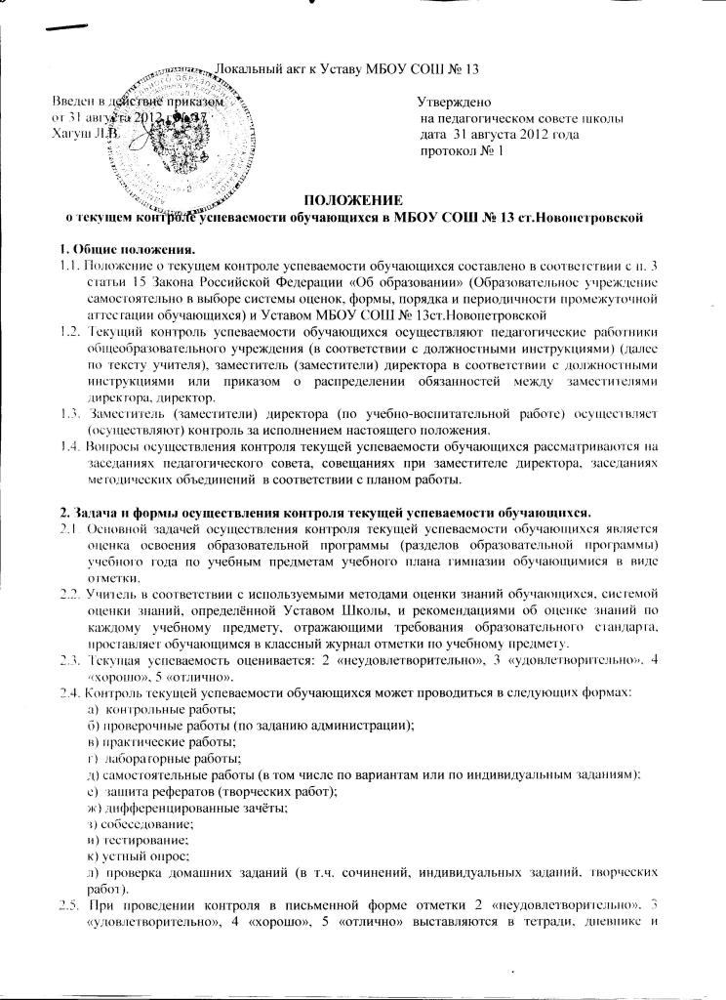 Локальный акт к Уставу МБОУ СОШ № 13
Введен в действие приказом
от 31 августа 2012 г
Хагуш Л.В.
Утверждено
на педагогическом совете школы
дата 31 августа 2012 года
протокол № 1
ПОЛОЖЕНИЕ
о текущем контроле успеваемости обучающихся в МБОУ СОШ № 13 ст.Новопетровской
1. Общие положения.
1.1. Положение о текущем контроле успеваемости обучающихся составлено в соответствии с п. 3
статьи 15 Закона Российской Федерации «Об образовании» (Образовательное учреждение
самостоятельно в выборе системы оценок, формы, порядка и периодичности промежуточной
аттестации обучающихся) и Уставом МБОУ СОШ № 13ст.Новопетровской
1.2. Текущий контроль успеваемости обучающихся осуществляют педагогические работники
общеобразовательного учреждения (в соответствии с должностными инструкциями) (далее
по тексту учителя), заместитель (заместители) директора в соответствии с должностными
инструкциями или приказом о распределении обязанностей между заместителями
директора, директор.
1.3. Заместитель (заместители) директора (по учебно-воспитательной работе) осуществляет
(осуществляют) контроль за исполнением настоящего положения.
1.4. Вопросы осуществления контроля текущей успеваемости обучающихся рассматриваются на
заседаниях педагогического совета, совещаниях при заместителе директора, заседаниях
методических объединений в соответствии с планом работы.
2. Задача и формы осуществления контроля текущей успеваемости обучающихся.
2.1. Основной задачей осуществления контроля текущей успеваемости обучающихся является
оценка освоения образовательной программы (разделов образовательной программы)
учебного года по учебным предметам учебного плана гимназии обучающимися в виде
отметки.
2.2. Учитель в соответствии с используемыми методами оценки знаний обучающихся, системой
оценки знаний, определённой Уставом Школы, и рекомендациями об оценке знаний по
каждому учебному предмету, отражающими требования образовательного стандарта,
проставляет обучающимся в классный журнал отметки по учебному предмету.
2.3. Текущая успеваемость оценивается: 2 «неудовлетворительно», 3 «удовлетворительно», 4
«хорошо», 5 «отлично».
2.4. Контроль текущей успеваемости обучающихся может проводиться в следующих формах:
а) контрольные работы;
б) проверочные работы (по заданию администрации);
в) практические работы;
г) лабораторные работы;
д) самостоятельные работы (в том числе по вариантам или по индивидуальным заданиям);
е) защита рефератов (творческих работ);
ж) дифференцированные зачёты;
з) собеседование;
и) тестирование;
к) устный опрос;
л) проверка домашних заданий (в т.ч. сочинений, индивидуальных заданий, творческих
работ).
2.5. При проведении контроля в письменной форме отметки 2 «неудовлетворительно», 3
«удовлетворительно», 4 «хорошо», 5 «отлично» выставляются в тетради, дневнике и